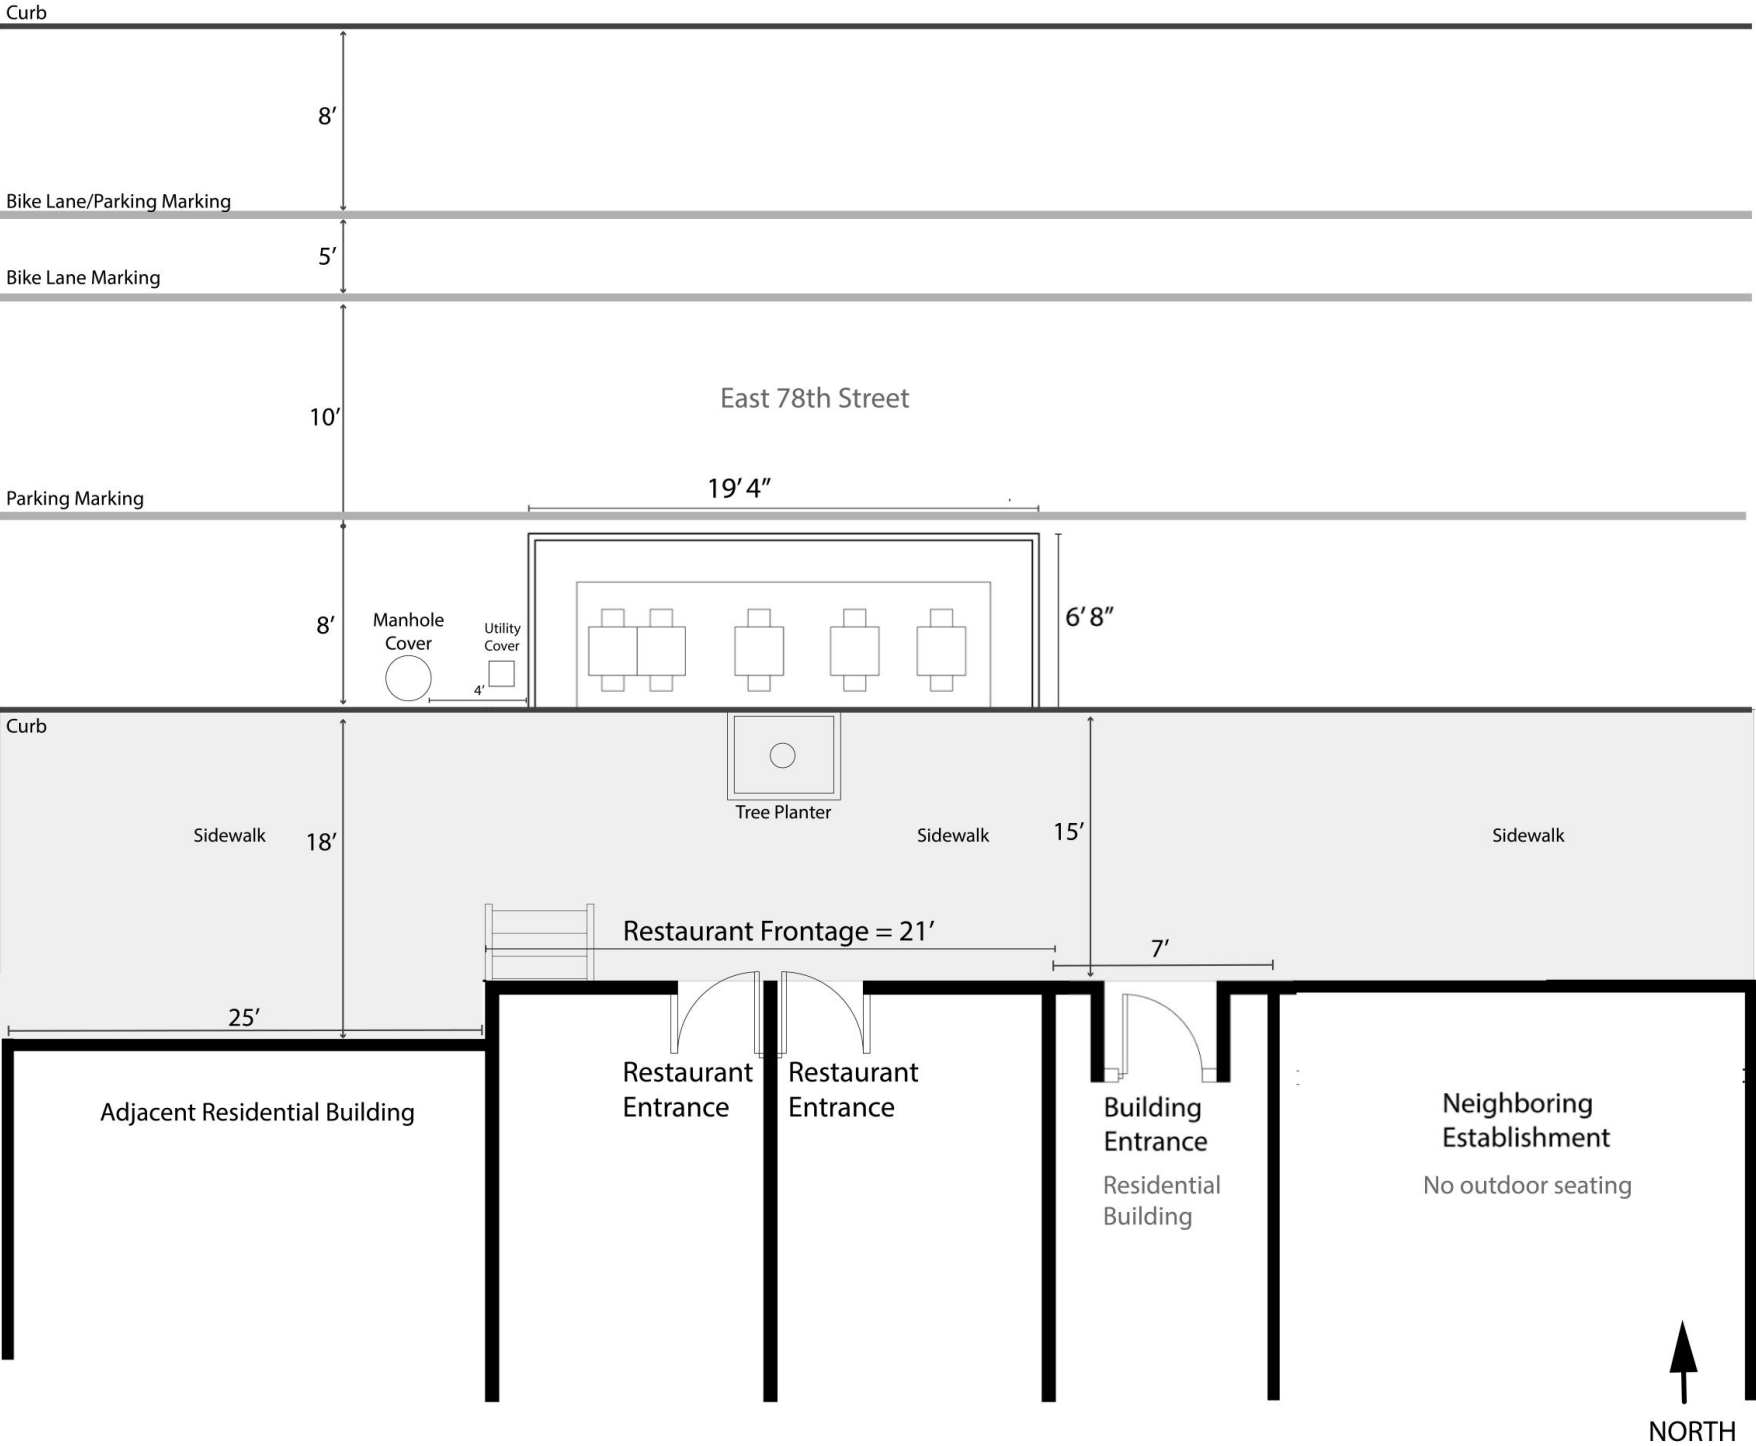 Curb
8’
Bike Lane/Parking Marking
5’
Bike Lane Marking
10’
East 78th Street
19’ 4”
Parking Marking
8’
Manhole
Cover
Utility
Cover
4’
6’ 8”
Curb
Tree Planter
Sidewalk
18’
Sidewalk
15’
Sidewalk
Restaurant Frontage = 21’
7’
25’
Restaurant
Entrance
Restaurant
Entrance
Adjacent Residential Building
Building
Entrance
Residential
Building
Neighboring
Establishment
No outdoor seating
NORTH